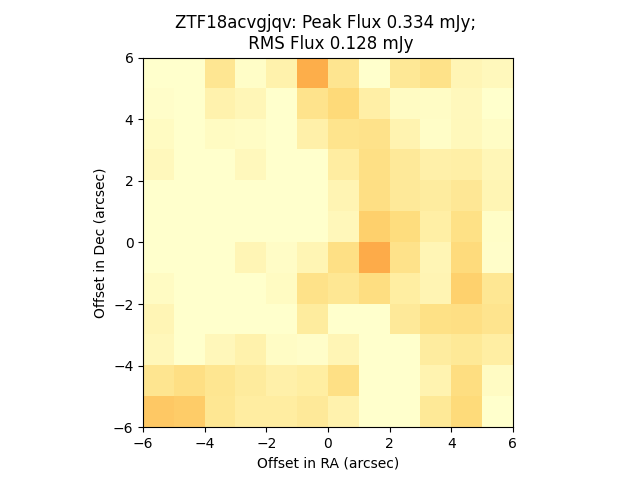 ZTF18acvgjqv: Peak Flux 0.334 mJy;
RMS Flux 0.128 mJy
6
4
2
0
−2
−4
−6
Offset in Dec (arcsec)
−6 −4 −2 0 2 4 6
Offset in RA (arcsec)